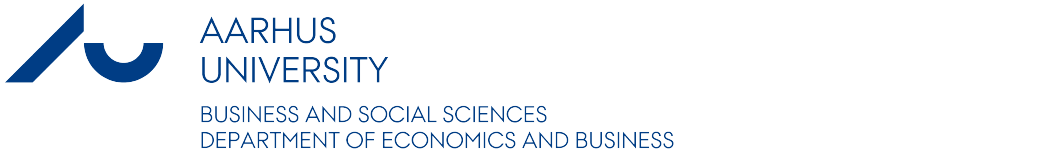 AARHUS
UNIVERSITY
BUSINESS AND SOCIAL SCIENCES
DEPARTMENT OF ECONOMICS AND BUSINESS